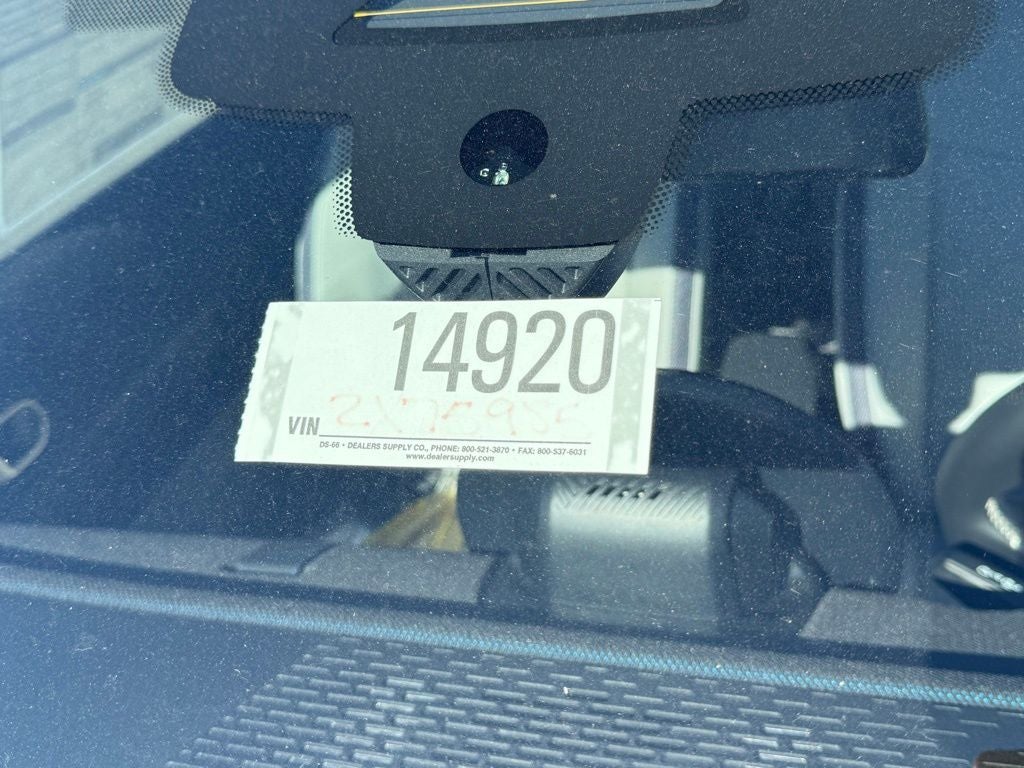 14920
VIN
DS-66 • DEALERS SUPPLY CO., PHONE: 800-521-3870 • FAX: 800-537-6031
www.dealersupply.com